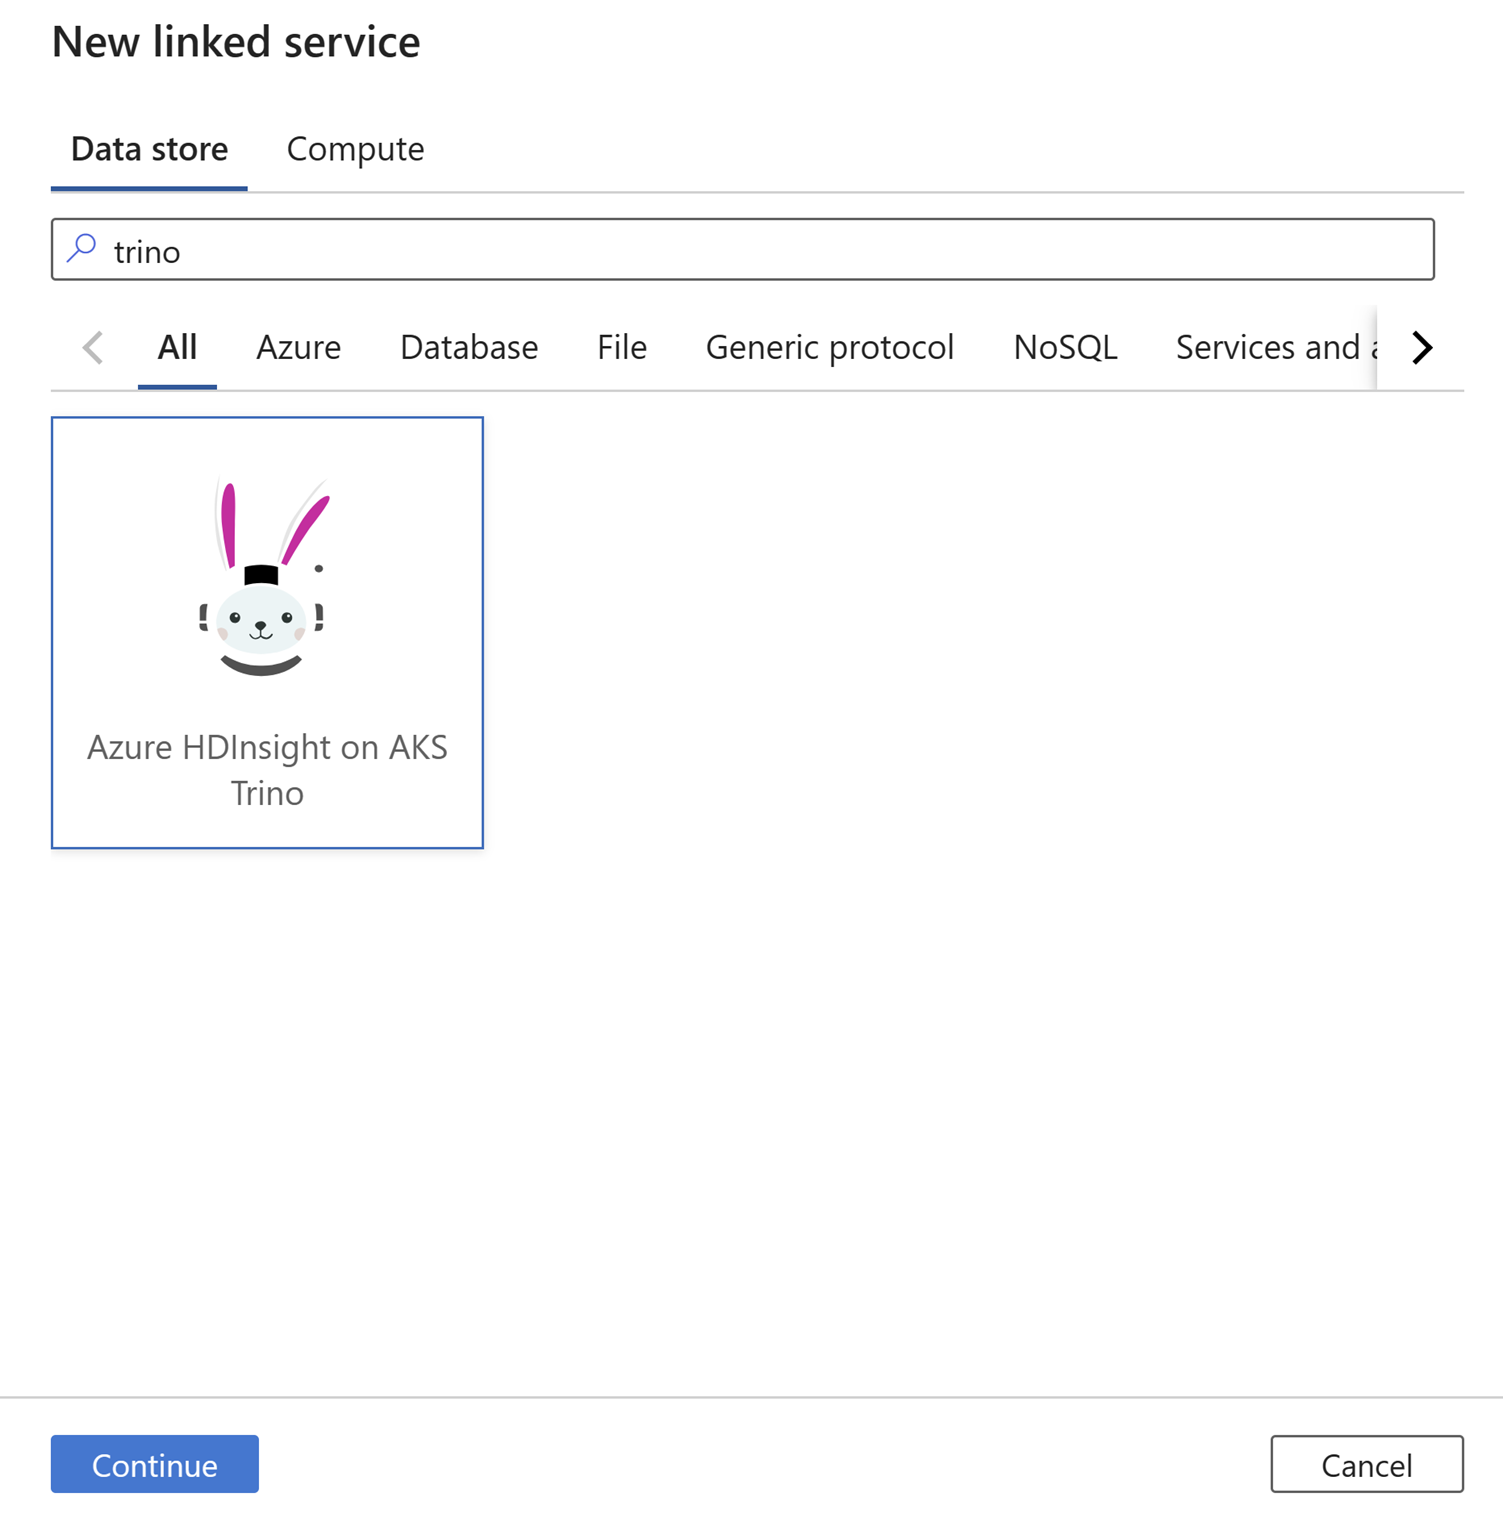 New linked service
Data store Compute
trino
All Azure Database File Generic protocol NoSQL Services and
Azure HDInsight on AKS
Trino
Continue Cancel